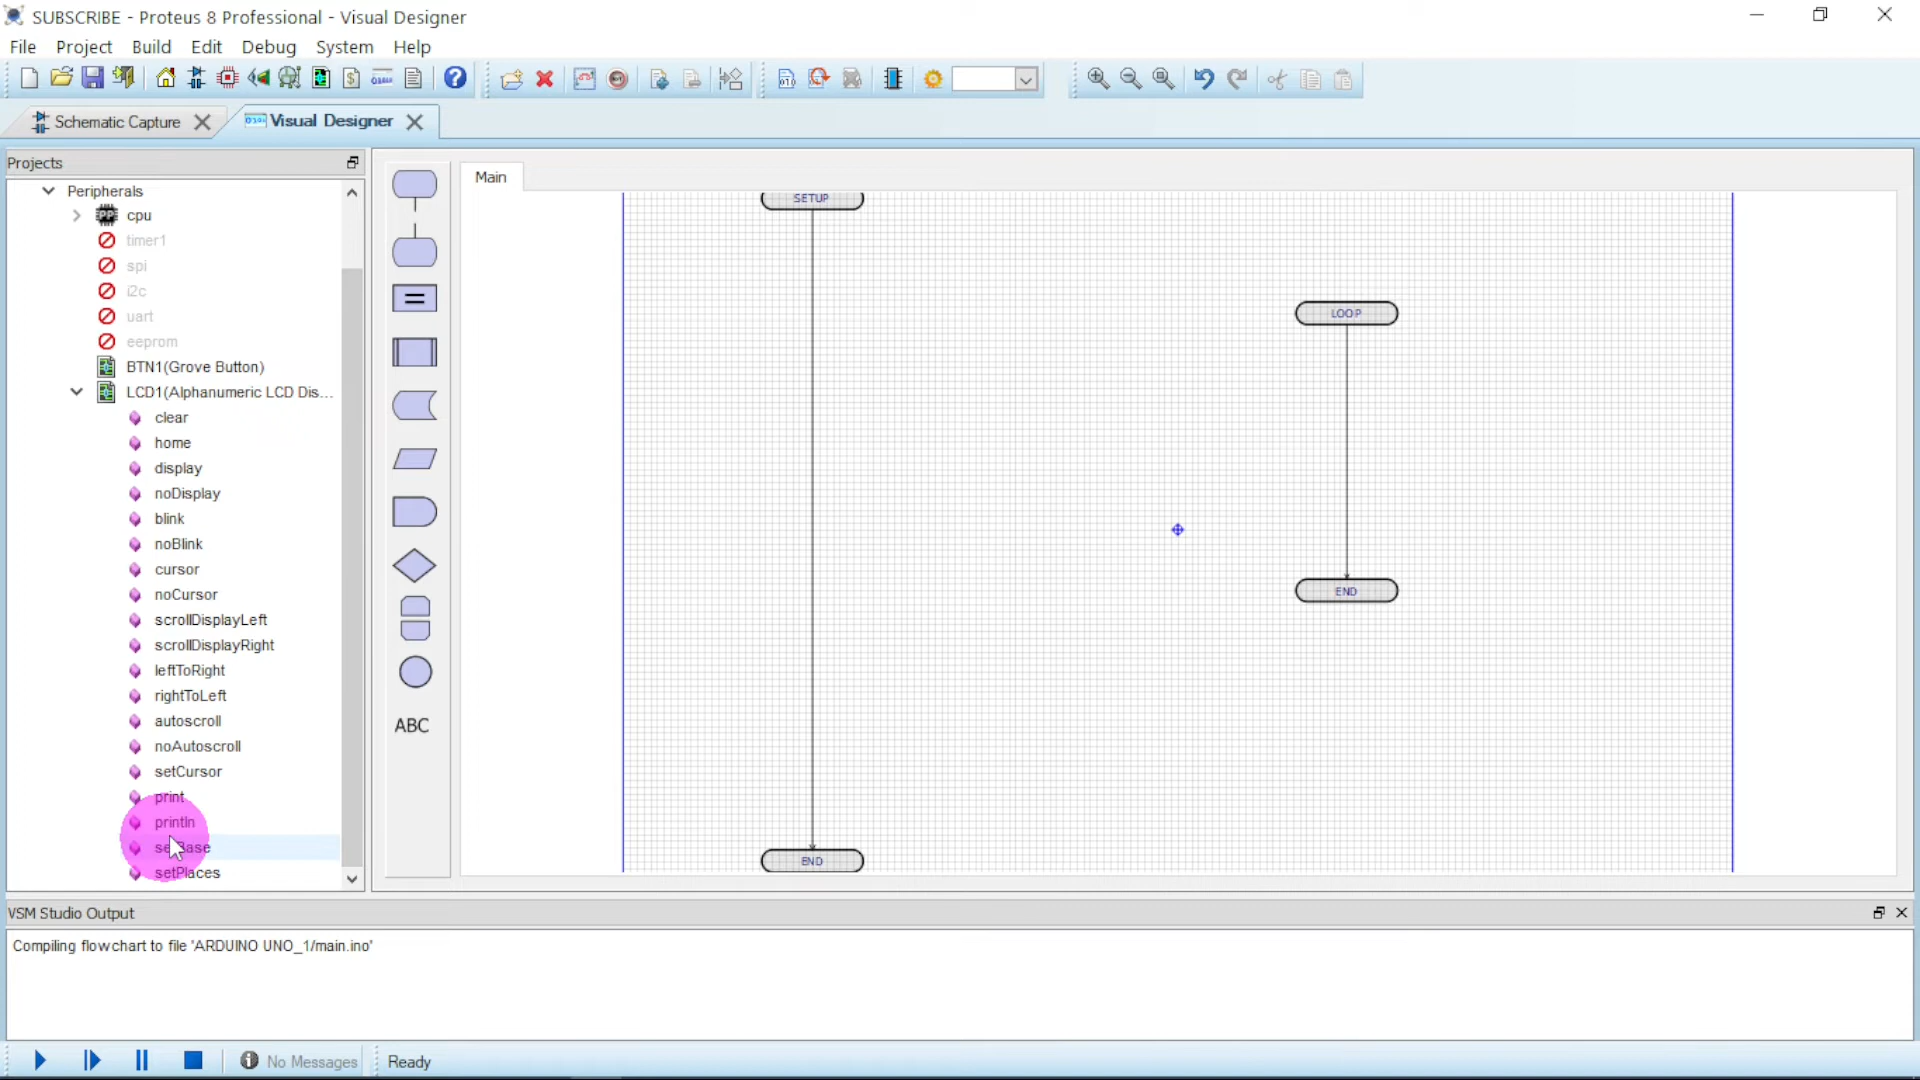 SUBSCRIBE - Proteus 8 Professional - Visual Designer
File Project Build Edit Debug System Help
Schematic Capture
Visual Designer
Projects
Peripherals
cpu
timer1
spi
i2c
uart
eeprom
BTN1(Grove Button)
LCD1(Alphanumeric LCD Dis...
clear
home
display
noDisplay
blink
noBlink
cursor
noCursor
scrollDisplayLeft
scrollDisplayRight
leftToRight
rightToLeft
autoscroll
noAutoscroll
setCursor
print
println
setBase
setPlaces
ABC
Main
SETUP
END
LOOP
END
VSM Studio Output
Compiling flowchart to file 'ARDUINO UNO_1/main.ino'
No Messages
Ready